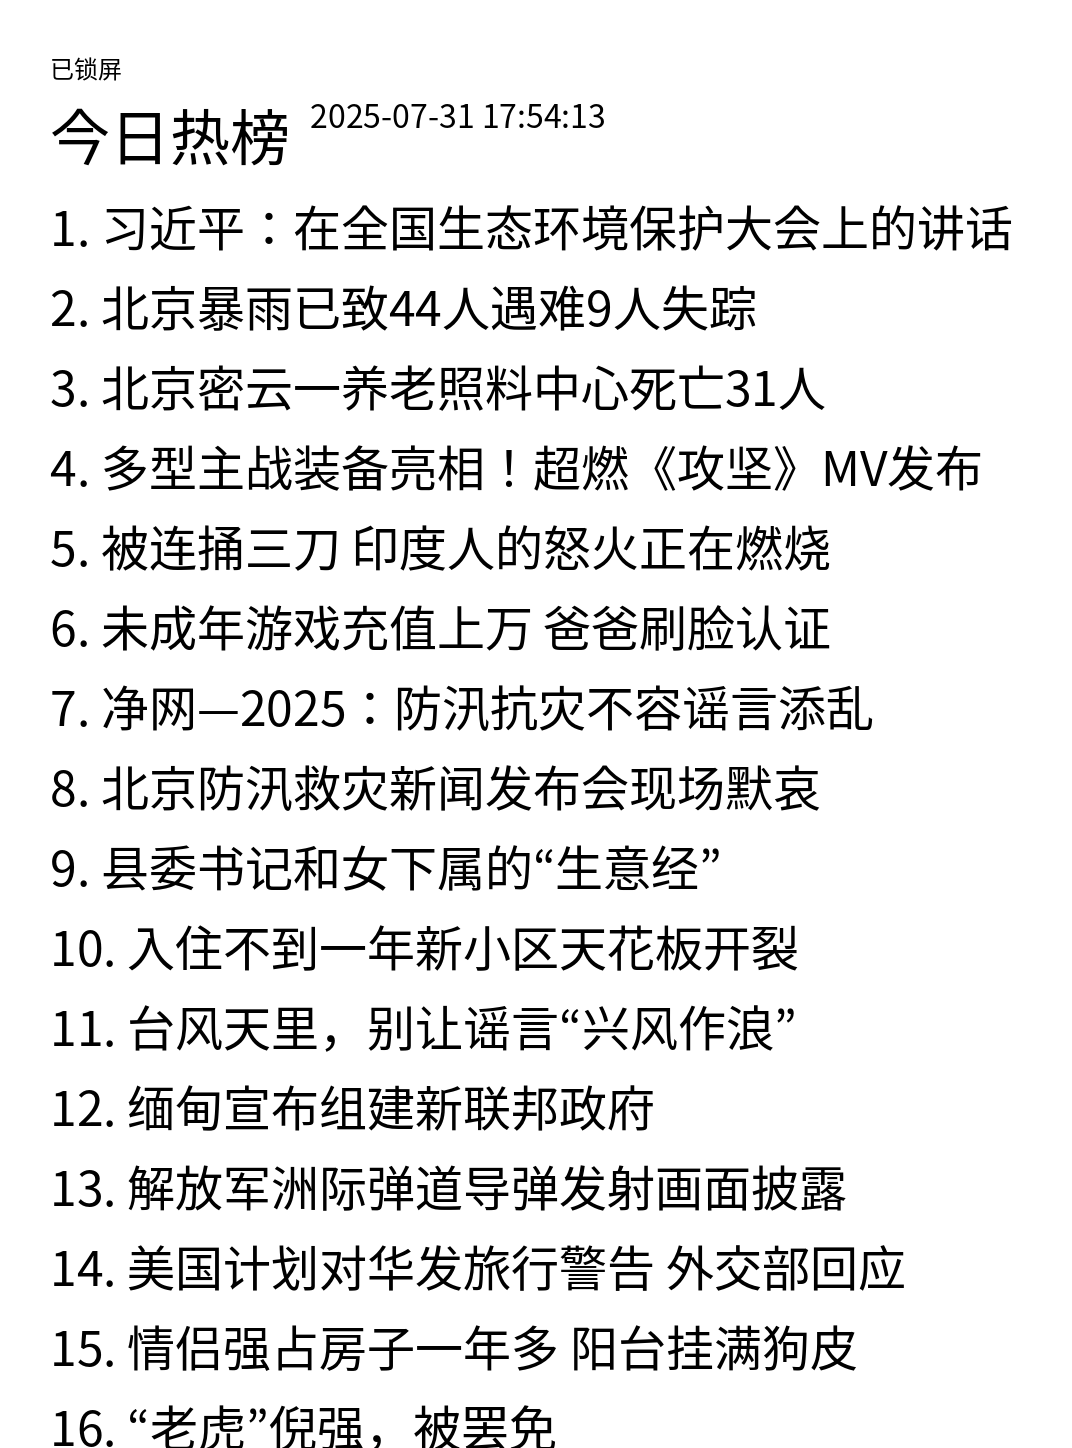 已锁屏
今日热榜 2025-07-31 17:54:13
1. 习近平：在全国生态环境保护大会上的讲话
2. 北京暴雨已致44人遇难9人失踪
3. 北京密云一养老照料中心死亡31人
4. 多型主战装备亮相！超燃《攻坚》MV发布
5. 被连捅三刀 印度人的怒火正在燃烧
6. 未成年游戏充值上万 爸爸刷脸认证
7. 净网—2025：防汛抗灾不容谣言添乱
8. 北京防汛救灾新闻发布会现场默哀
9. 县委书记和女下属的“生意经”
10. 入住不到一年新小区天花板开裂
11. 台风天里，别让谣言“兴风作浪”
12. 缅甸宣布组建新联邦政府
13. 解放军洲际弹道导弹发射画面披露
14. 美国计划对华发旅行警告 外交部回应
15. 情侣强占房子一年多 阳台挂满狗皮
16. “老虎”倪强，被罢免